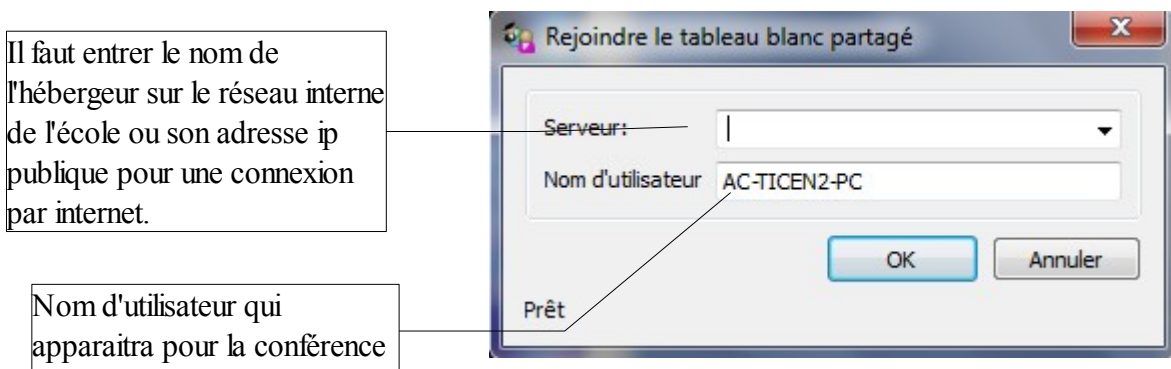 Il faut entrer le nom de
l'hébergeur sur le réseau interne
de l'école ou son adresse ip
publique pour une connexion
par internet.
Nom d'utilisateur qui
apparaitra pour la conférence
Rejoindre le tableau blanc partagé
Serveur:
Nom d'utilisateur AC-TICEN2-PC
OK Annuler
Prêt